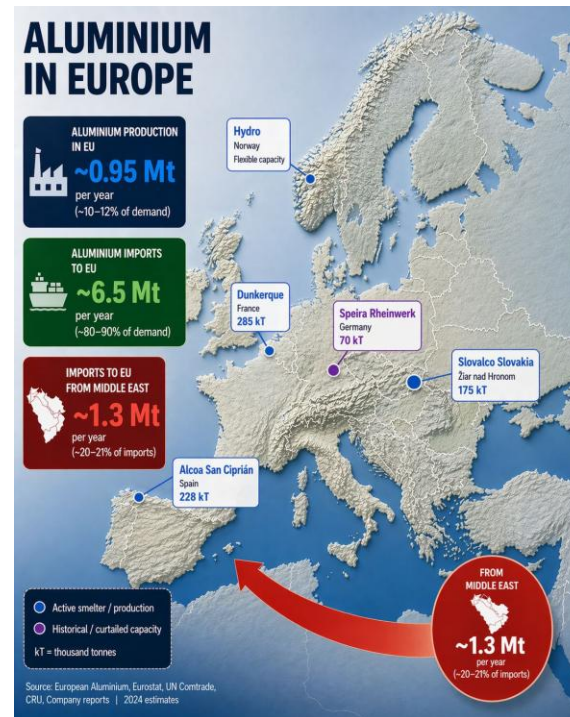 ALUMINIUM
IN EUROPE
ALUMINIUM PRODUCTION
IN EU
~0.95 Mt
per year
(~10–12% of demand)
ALUMINIUM IMPORTS
TO EU
~6.5 Mt
(~80–90% of demand)
IMPORTS TO EU
FROM MIDDLE EAST
~1.3 Mt
per year
(~20–21% of imports)
Hydro
Norway
Flexible capacity
Dunkerque
France
285 kT
Speira Rheinwerk
Germany
70 kT
Slovalco Slovakia
Žiar nad Hronom
175 kT
Alcoa San Ciprián
Spain
228 kT
FROM
MIDDLE EAST
~1.3 Mt
per year
(~20–21% of imports)
Active smelter / production
Historical / curtailed capacity
kT = thousand tonnes
Source: European Aluminium, Eurostat, UN Comtrade,
CRU, Company reports | 2024 estimates